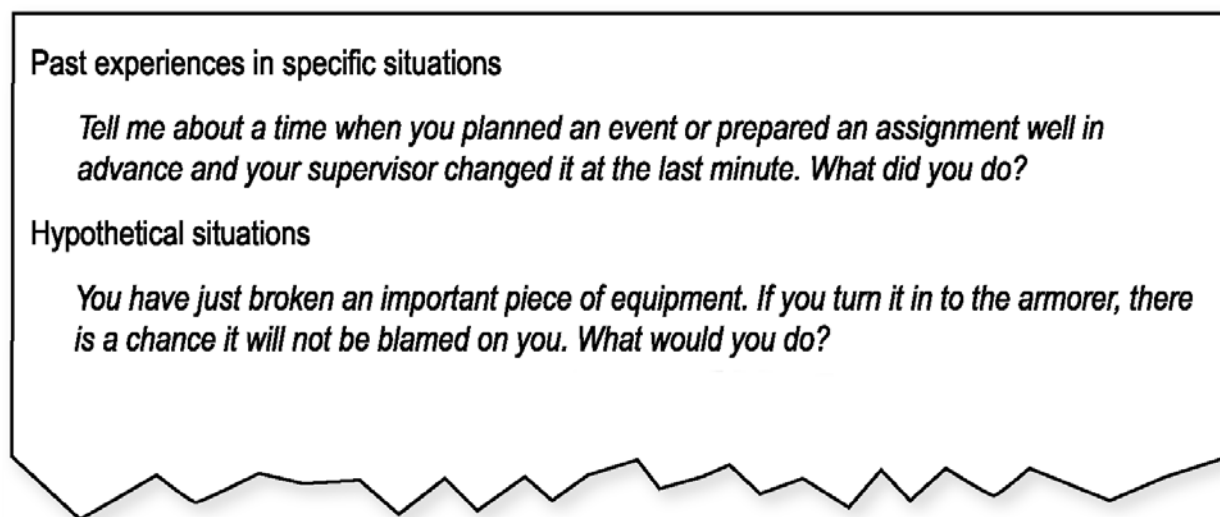 Past experiences in specific situations
Tell me about a time when you planned an event or prepared an assignment well in
advance and your supervisor changed it at the last minute. What did you do?
Hypothetical situations
You have just broken an important piece of equipment. If you turn it in to the armorer, there
is a chance it will not be blamed on you. What would you do?